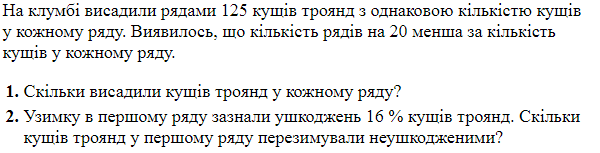 На клумбі висадили рядами 125 кущів троянд з однаковою кількістю кущів
у кожному ряду. Виявилось, що кількість рядів на 20 менша за кількість
кущів у кожному ряду.
1. Скільки висадили кущів троянд у кожному ряду?
2. Узимку в першому ряду зазнали ушкоджень 16 % кущів троянд. Скільки
кущів троянд у першому ряду перезимували неушкодженими?